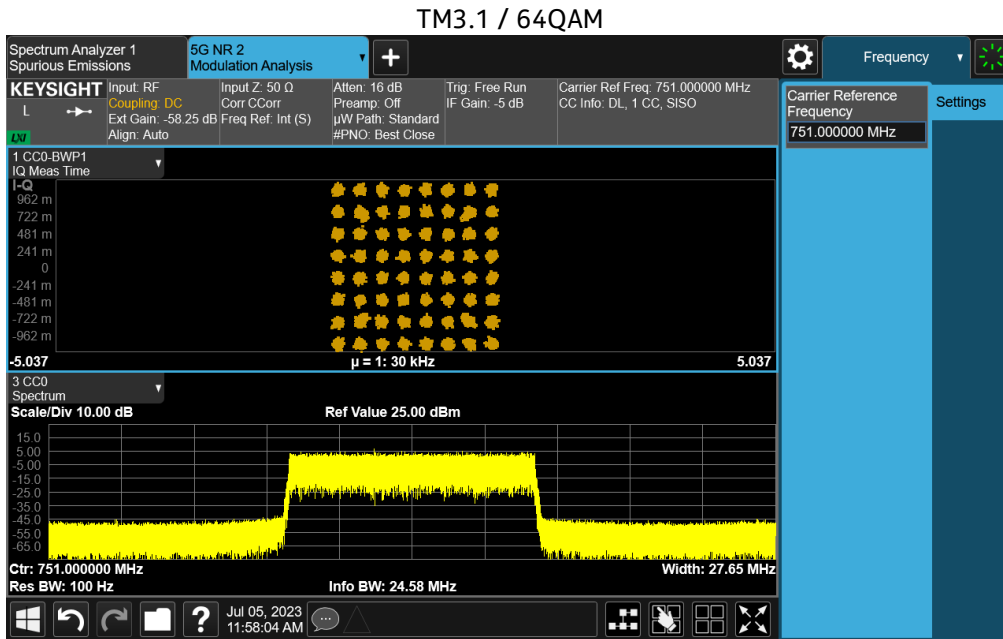 TM3.1 / 64QAM
Spectrum Analyzer 1
Spurious Emissions
5G NR 2
Modulation Analysis
Frequency
KEYSIGHT
L
LXI
Input: RF
Coupling: DC
Ext Gain: -58.25 dB
Align: Auto
Input Z: 50 Ω
Corr CCorr
Freq Ref: Int (S)
Atten: 16 dB
Preamp: Off
µW Path: Standard
#PNO: Best Close
Trig: Free Run
IF Gain: -5 dB
Carrier Ref Freq: 751.000000 MHz
CC Info: DL, 1 CC, SISO
Carrier Reference
Frequency
751.000000 MHz
Settings
1 CC0-BWP1
IQ Meas Time
I-Q
962 m
722 m
481 m
241 m
0
-241 m
-481 m
-722 m
-962 m
-5.037
µ = 1: 30 kHz
5.037
3 CC0
Spectrum
Scale/Div 10.00 dB
Ref Value 25.00 dBm
15.0
5.00
-5.00
-15.0
-25.0
-35.0
-45.0
-55.0
-65.0
Ctr: 751.000000 MHz
Width: 27.65 MHz
Res BW: 100 Hz
Info BW: 24.58 MHz
?
Jul 05, 2023
11:58:04 AM